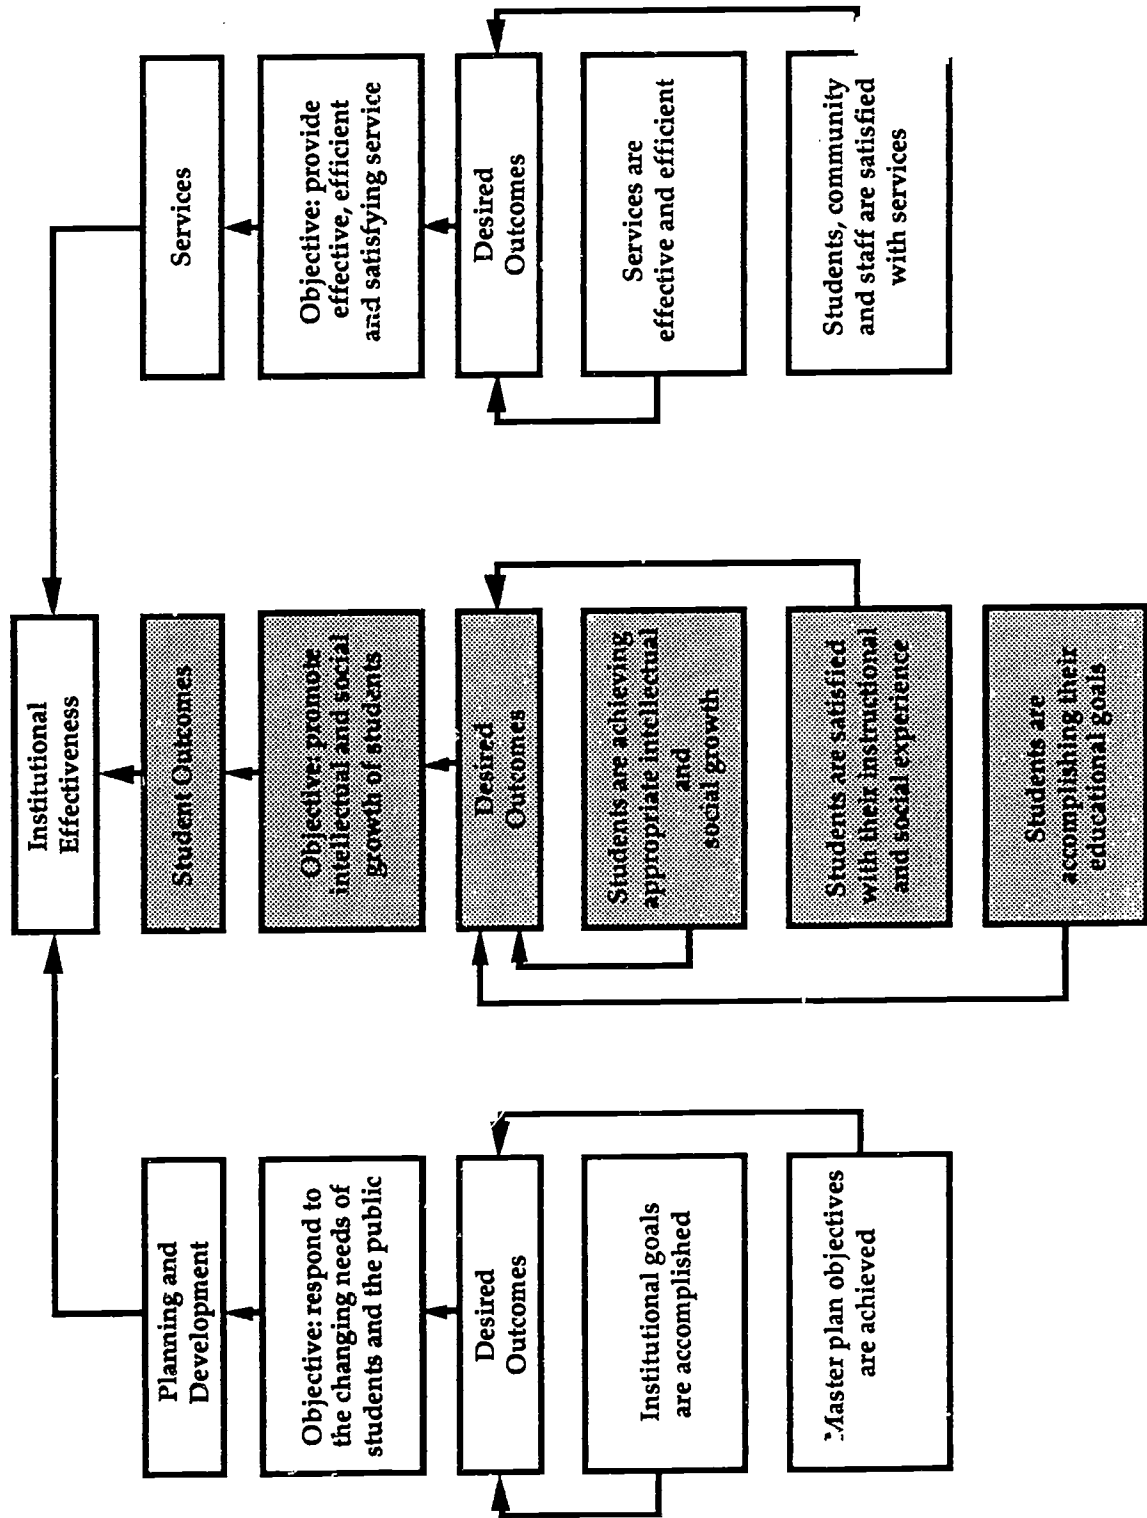 Institutional
Effectiveness
Planning and
Development
Objective: respond to
the changing needs of
students and the public
Desired
Outcomes
Institutional goals
are accomplished
Master plan objectives
are achieved
Student Outcomes
Objective: promote
intellectual and social
growth of students
Desired
Outcomes
Students are achieving
appropriate intellectual
and
social growth
Students are satisfied
with their instructional
and social experience
Students are
accomplishing their
educational goals
Services
Objective: provide
effective, efficient
and satisfying service
Desired
Outcomes
Services are
effective and efficient
Students, community
and staff are satisfied
with services